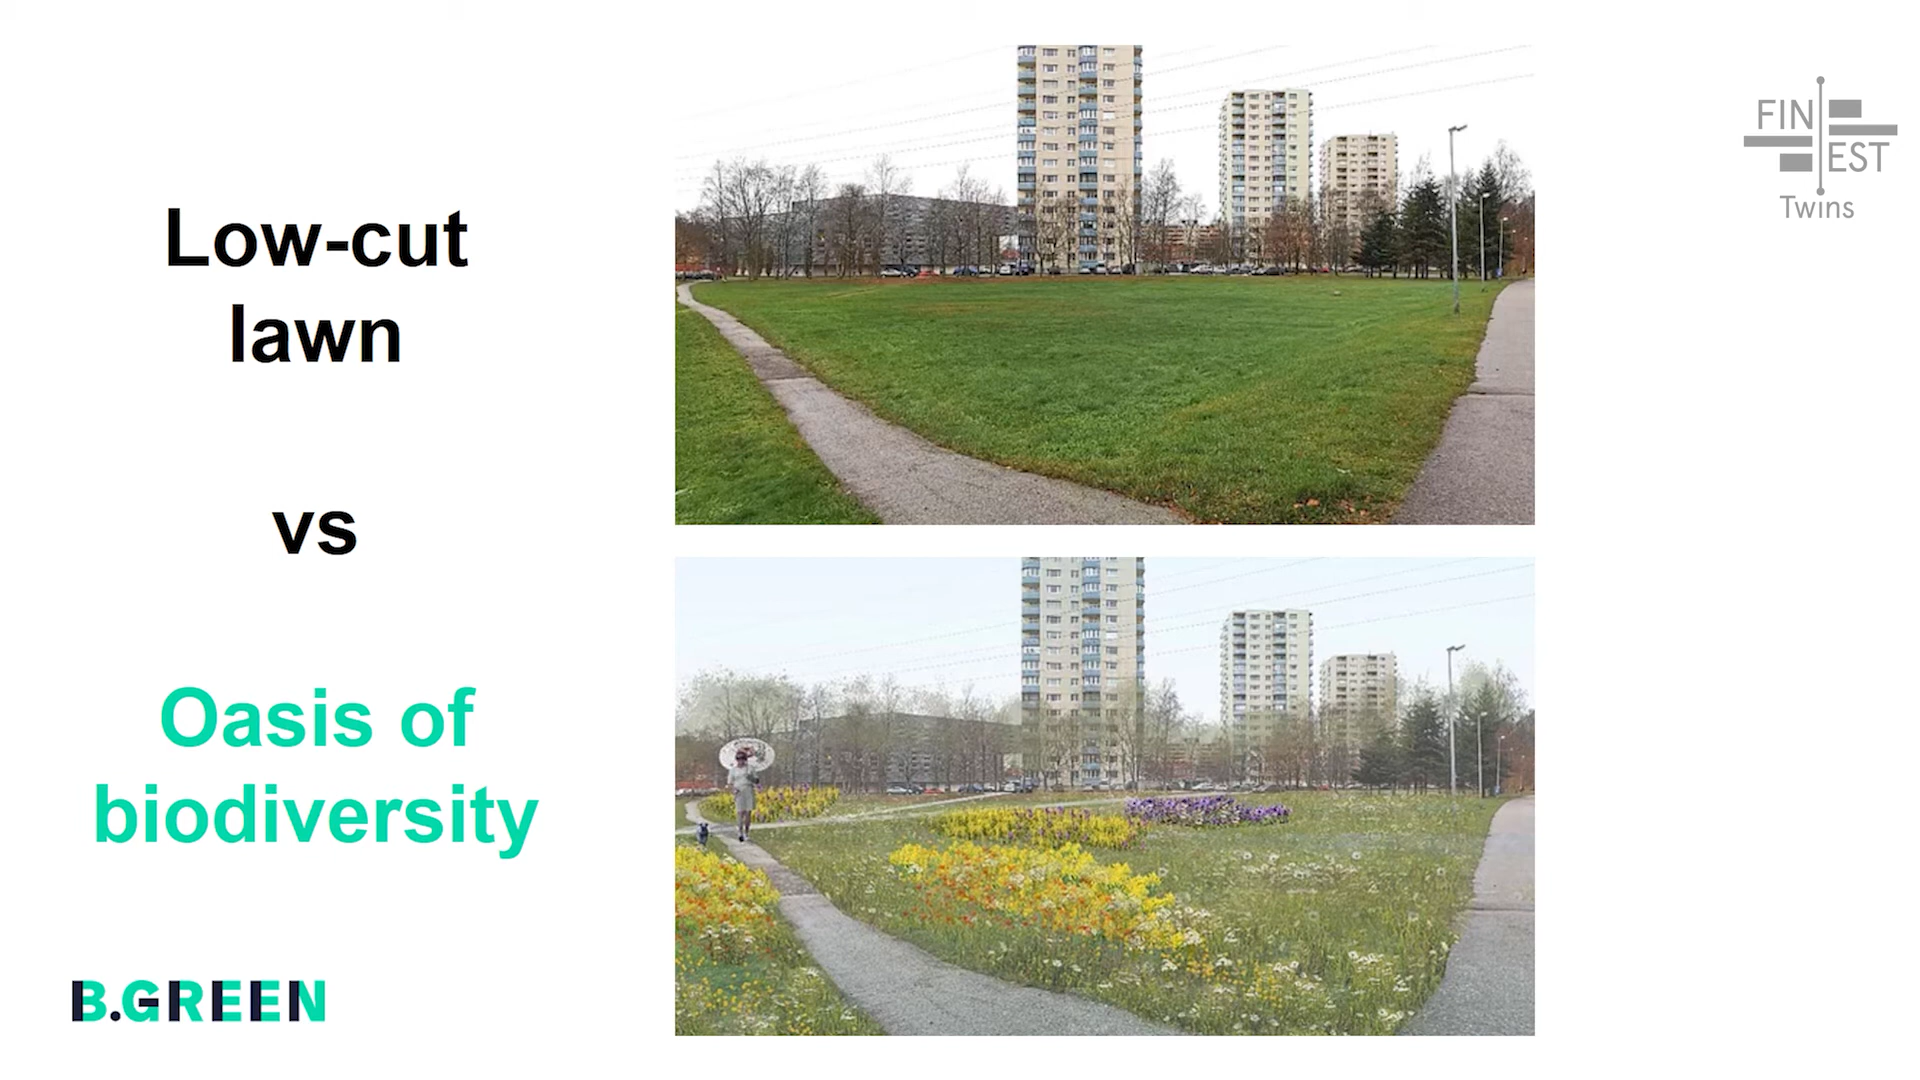 Low-cut
lawn
vs
Oasis of
biodiversity
B.GREEN
FIN
EST
Twins